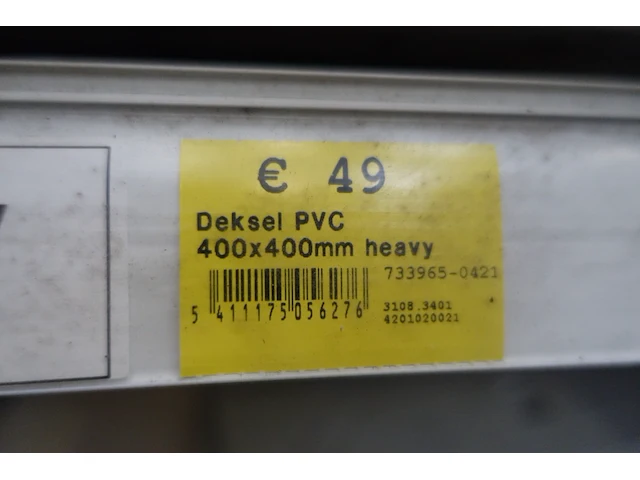 € 49
Deksel PVC
400x400mm heavy
733965-0421
5 411175 056276
3108.3401
4201020021